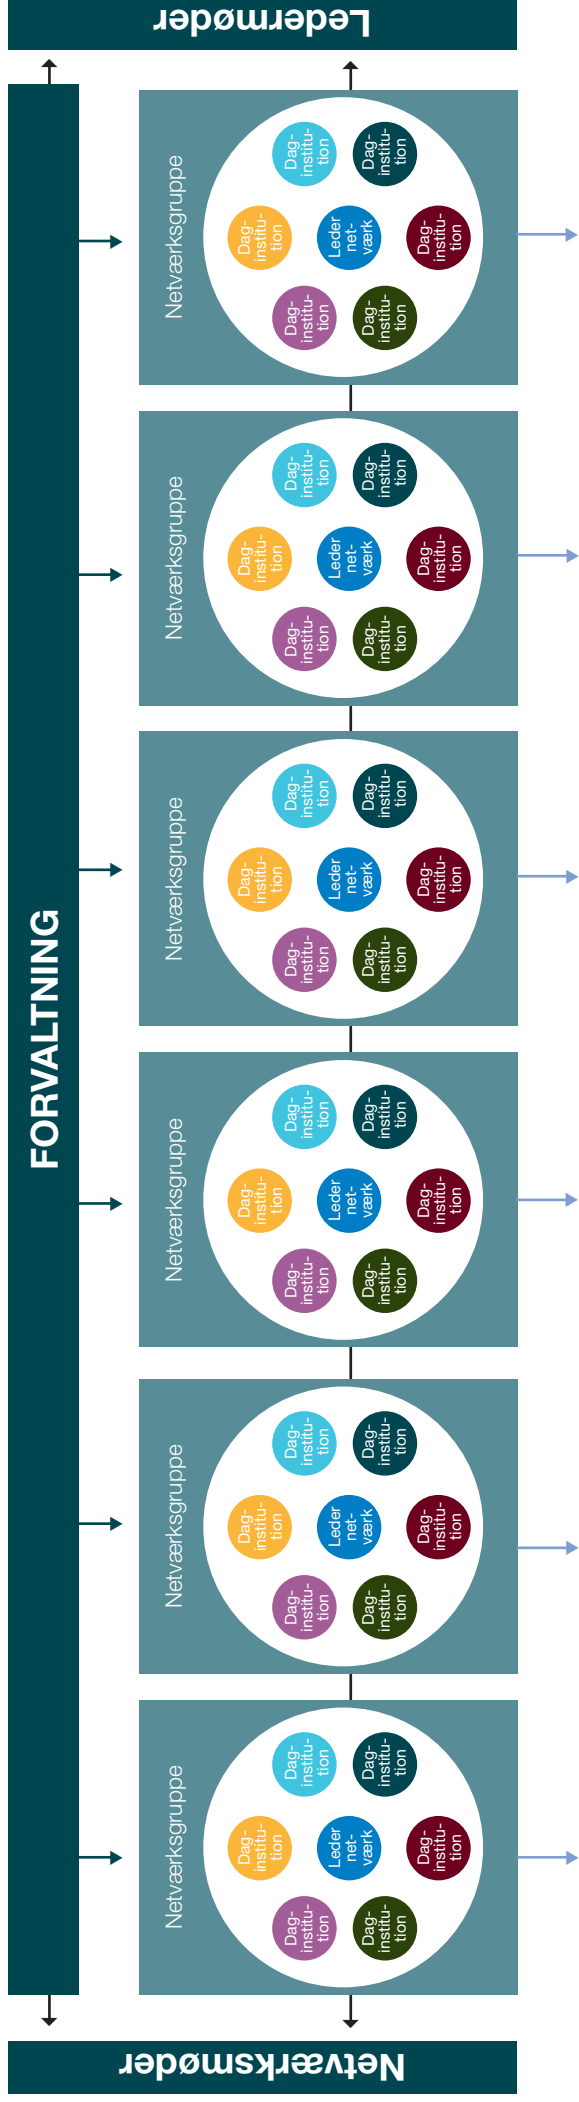 Netværksmøder
FORVALTNING
Netværksgruppe
Dag-
institu-
tion
Dag-
institu-
tion
Dag-
institu-
tion
Leder
net-
værk
Dag-
institu-
tion
Dag-
institu-
tion
Dag-
institu-
tion
Netværksgruppe
Dag-
institu-
tion
Dag-
institu-
tion
Dag-
institu-
tion
Leder
net-
værk
Dag-
institu-
tion
Dag-
institu-
tion
Dag-
institu-
tion
Netværksgruppe
Dag-
institu-
tion
Dag-
institu-
tion
Dag-
institu-
tion
Leder
net-
værk
Dag-
institu-
tion
Dag-
institu-
tion
Dag-
institu-
tion
Netværksgruppe
Dag-
institu-
tion
Dag-
institu-
tion
Dag-
institu-
tion
Leder
net-
værk
Dag-
institu-
tion
Dag-
institu-
tion
Dag-
institu-
tion
Netværksgruppe
Dag-
institu-
tion
Dag-
institu-
tion
Dag-
institu-
tion
Leder
net-
værk
Dag-
institu-
tion
Dag-
institu-
tion
Dag-
institu-
tion
Netværksgruppe
Dag-
institu-
tion
Dag-
institu-
tion
Dag-
institu-
tion
Leder
net-
værk
Dag-
institu-
tion
Dag-
institu-
tion
Dag-
institu-
tion
Ledermøder